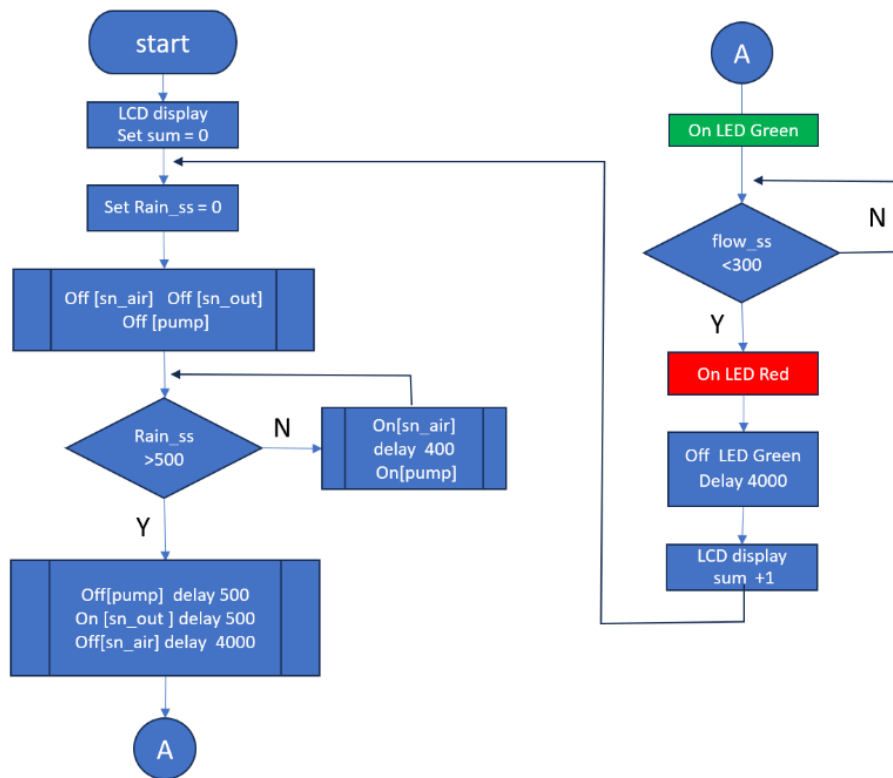 start
LCD display
Set sum = 0
Set Rain_ss = 0
Off [sn_air]   Off [sn_out]
Off [pump]
Rain_ss
>500
N
On[sn_air]
delay  400
On[pump]
Y
Off[pump]  delay 500
On [sn_out ] delay 500
Off[sn_air] delay  4000
A
A
On LED Green
flow_ss
<300
N
Y
On LED Red
Off  LED Green
Delay 4000
LCD display
sum  +1